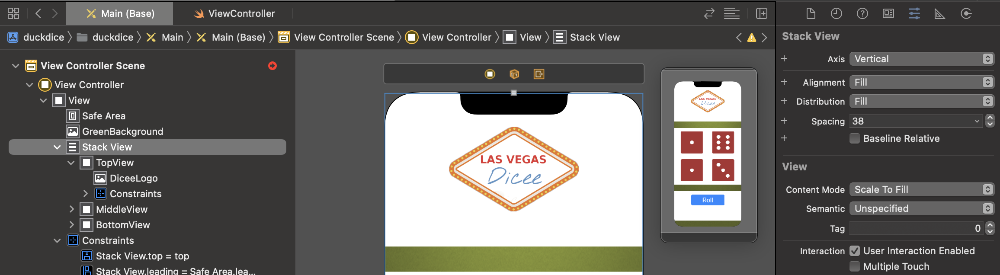 Main (Base)
ViewController
duckdice
duckdice
Main
Main (Base)
View Controller Scene
View Controller
View
Stack View
View Controller Scene
View Controller
View
Safe Area
GreenBackground
Stack View
TopView
DiceeLogo
Constraints
MiddleView
BottomView
Constraints
Stack View.top = top
Stack View.leading = Safe Area.lea...
LAS VEGAS
Dicee
LAS VEGAS
Dicee
Roll
Stack View
Axis Vertical
Alignment Fill
Distribution Fill
Spacing 38
Baseline Relative
View
Content Mode Scale To Fill
Semantic Unspecified
Tag 0
Interaction User Interaction Enabled
Multiple Touch